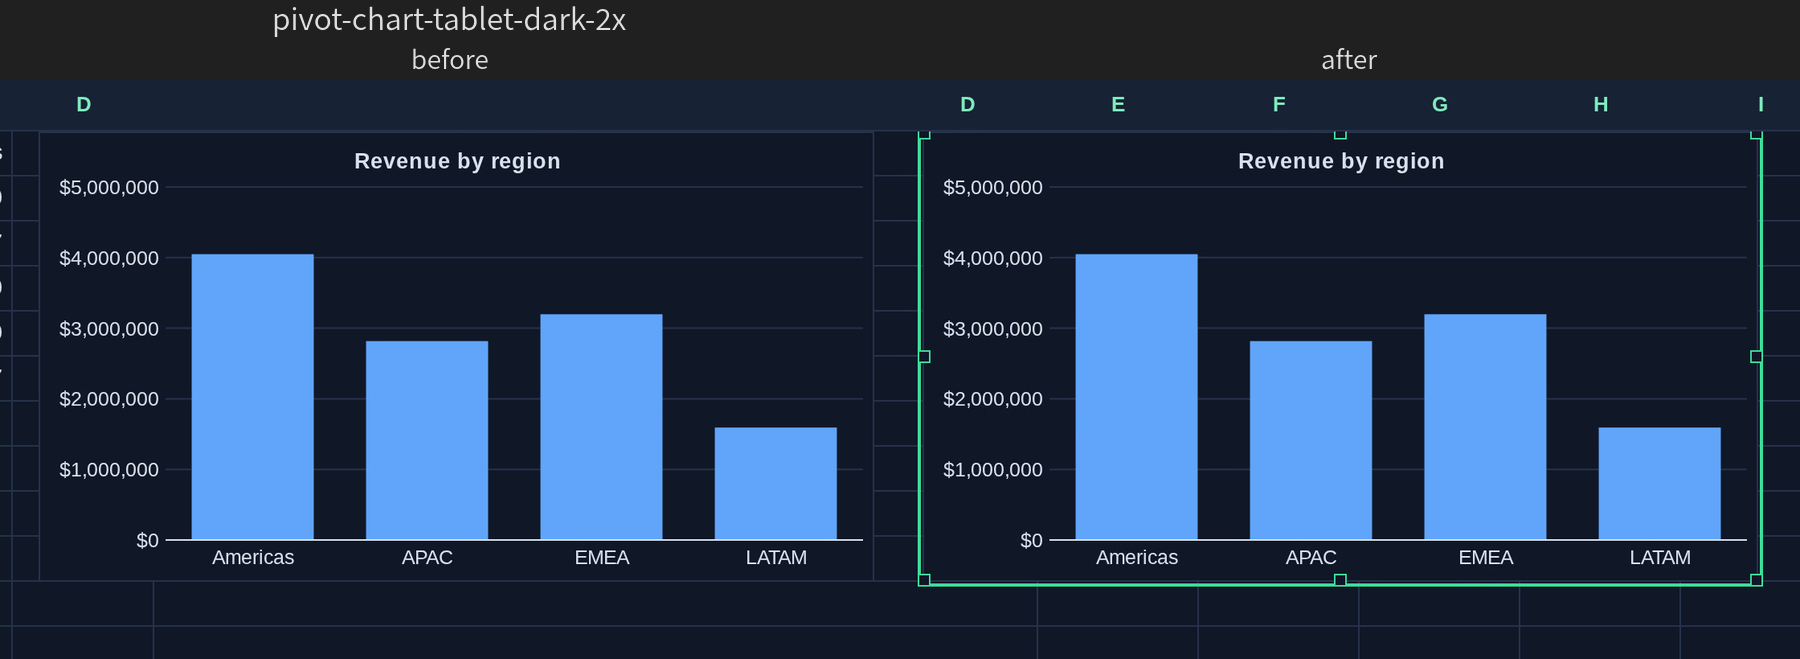 pivot-chart-tablet-dark-2x
before
after
D
D E F G H I
Revenue by region
$5,000,000
$4,000,000
$3,000,000
$2,000,000
$1,000,000
$0
Americas APAC EMEA LATAM
Revenue by region
$5,000,000
$4,000,000
$3,000,000
$2,000,000
$1,000,000
$0
Americas APAC EMEA LATAM